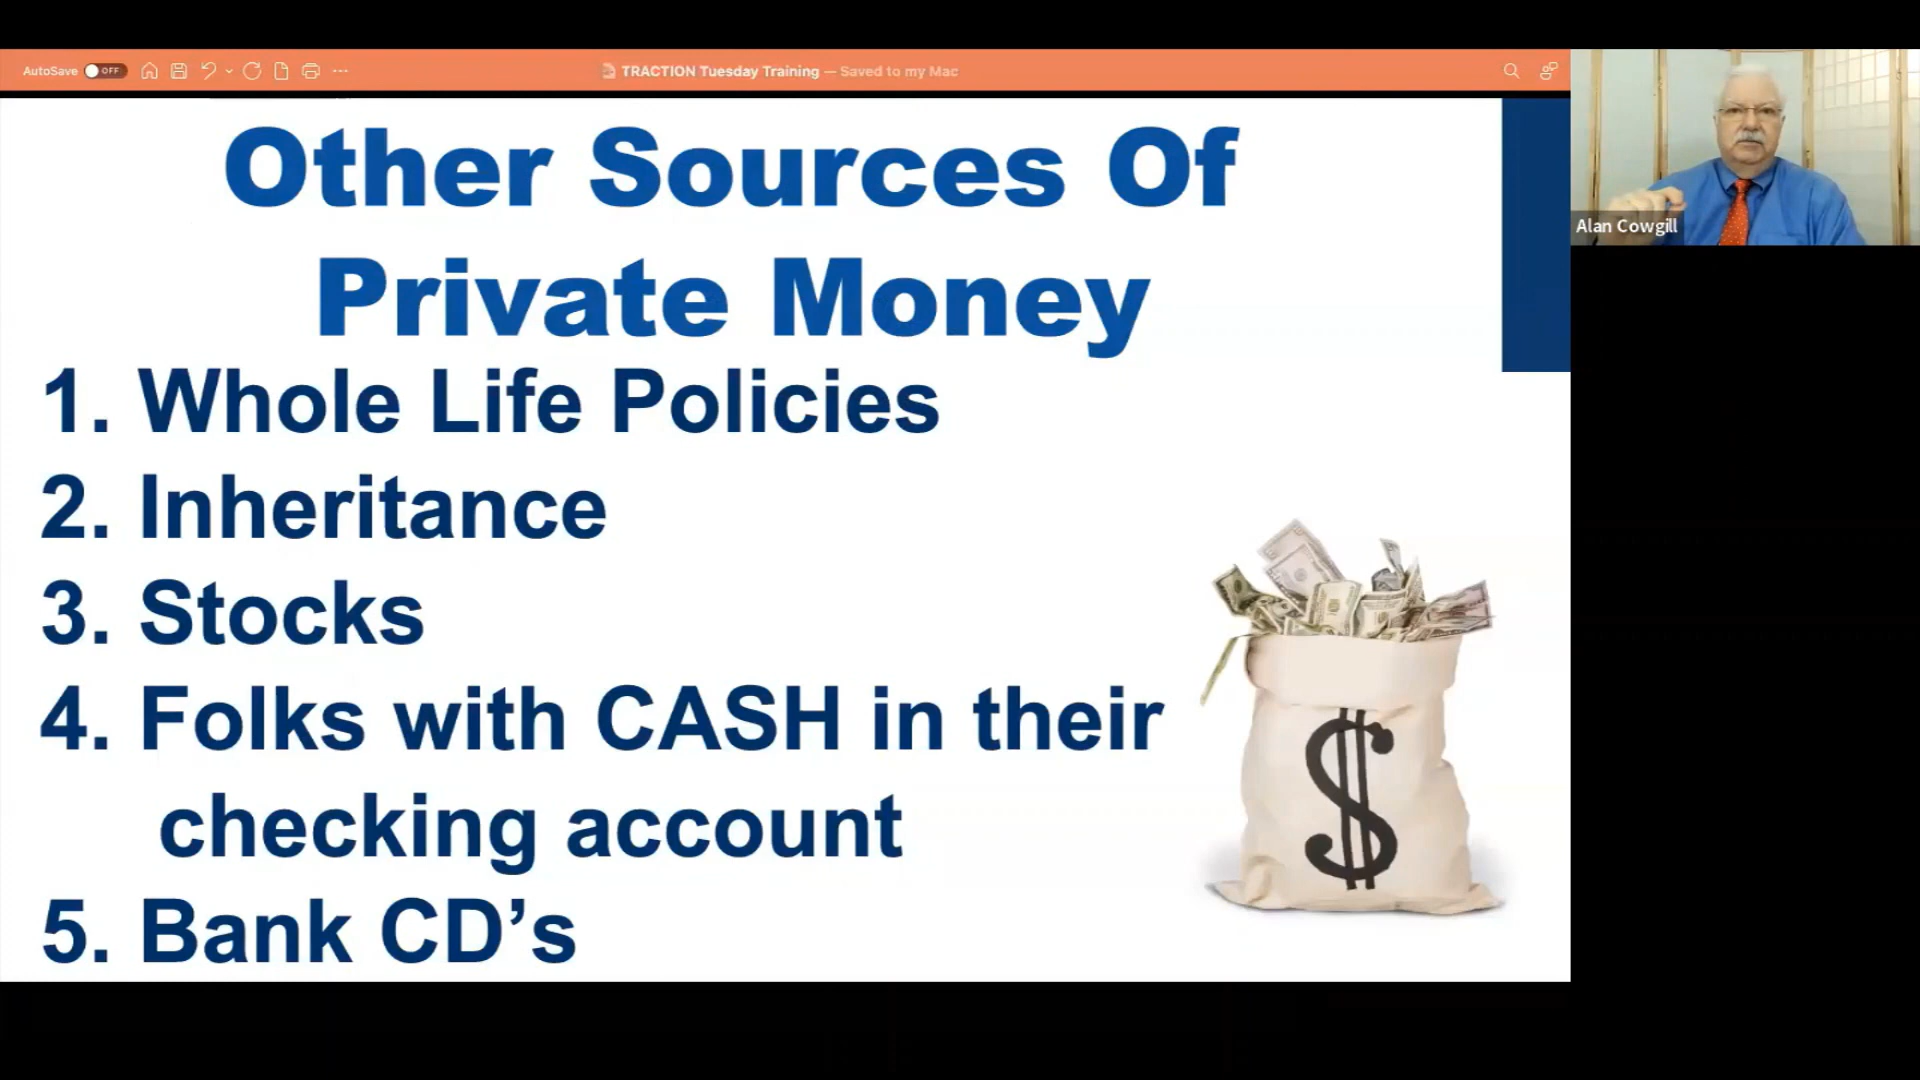 AutoSave OFF
TRACTION Tuesday Training — Saved to my Mac
Other Sources Of
Private Money
1. Whole Life Policies
2. Inheritance
3. Stocks
4. Folks with CASH in their
checking account
5. Bank CD’s
$
Alan Cowgill